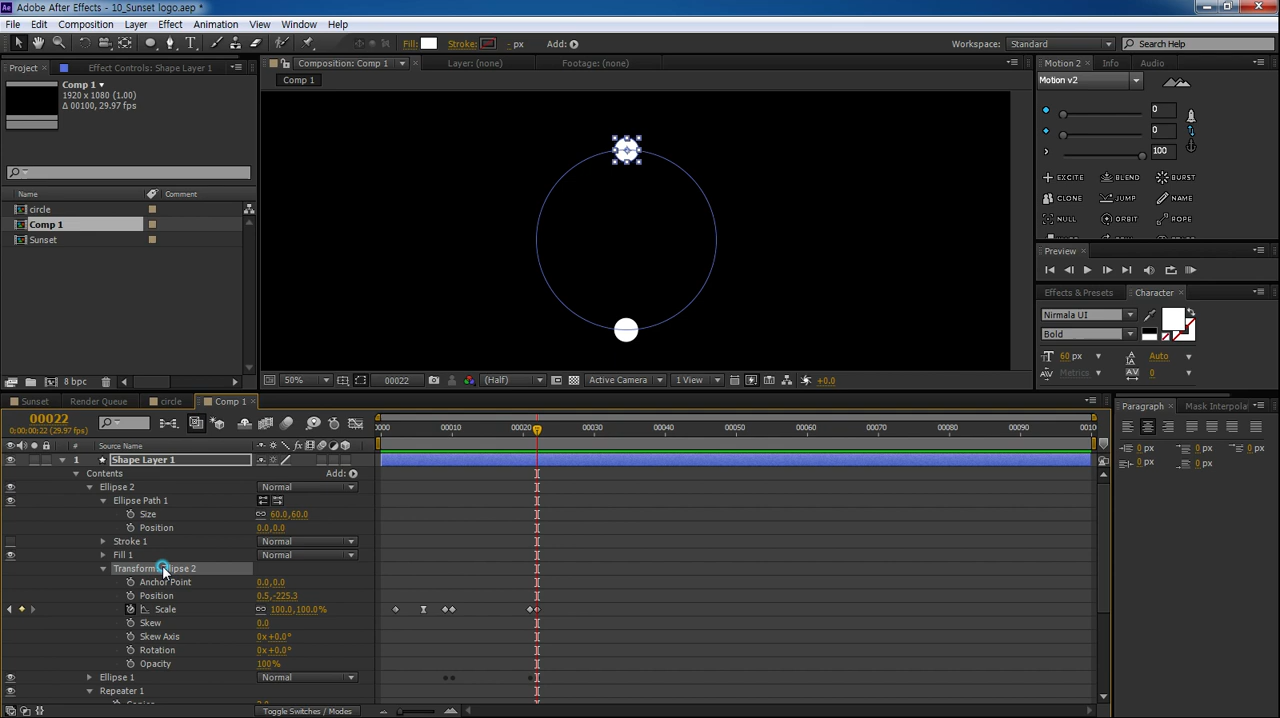 Adobe After Effects - 10_Sunset logo.aep *
File Edit Composition Layer Effect Animation View Window Help
Fill: Stroke: - px Add:
Workspace: Standard Search Help
Project Effect Controls: Shape Layer 1
Composition: Comp 1 Layer: (none) Footage: (none)
Motion 2 Info Audio
Comp 1
1920 x 1080 (1.00)
Δ 00100, 29.97 fps
Comp 1
Motion v2
0
0
100
EXCITE BLEND BURST
CLONE JUMP NAME
NULL ORBIT ROPE
Name Comment
circle
Comp 1
Sunset
Preview
Effects & Presets Character
Nirmala UI
Bold
60 px Auto
Metrics 0
8 bpc
50% 00022 (Half) Active Camera 1 View +0.0
Sunset Render Queue circle Comp 1
Paragraph Mask Interpolat
00022
0:00:00:22 (29.97 fps)
0000 00010 00020 00030 00040 00050 00060 00070 00080 00090 0010
0 px 0 px 0 px
0 px 0 px
# Source Name
1 Shape Layer 1
Contents Add:
Ellipse 2 Normal
Ellipse Path 1
Size 60.0,60.0
Position 0.0,0.0
Stroke 1 Normal
Fill 1 Normal
Transform: Ellipse 2
Anchor Point 0.0,0.0
Position 0.5,-225.3
Scale 100.0,100.0%
Skew 0.0
Skew Axis 0x+0.0°
Rotation 0x+0.0°
Opacity 100%
Ellipse 1 Normal
Repeater 1
Toggle Switches / Modes